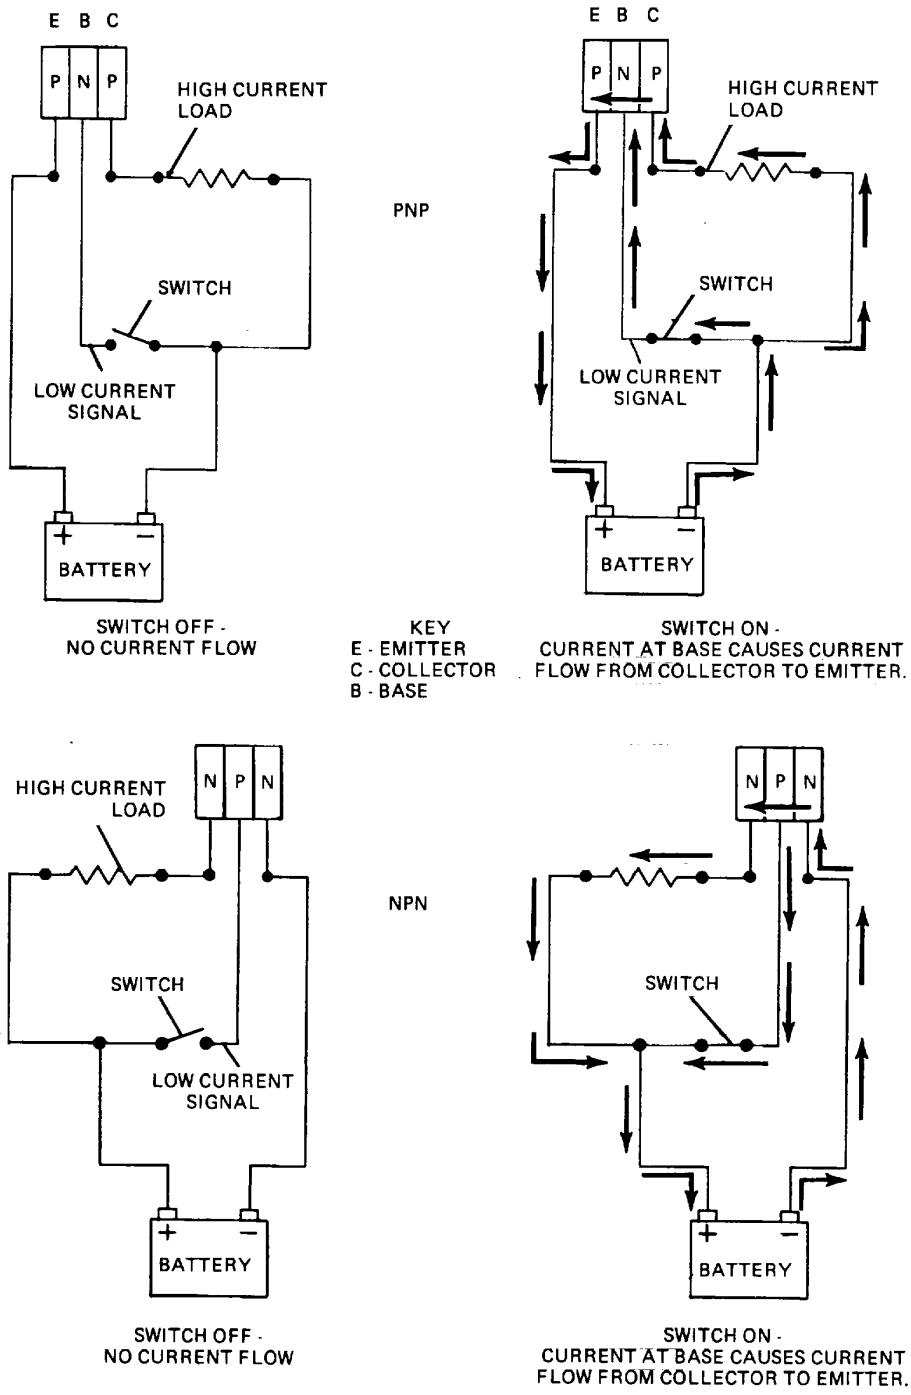 E B C
P N P
HIGH CURRENT
LOAD
SWITCH
LOW CURRENT
SIGNAL
+ −
BATTERY
SWITCH OFF -
NO CURRENT FLOW
PNP
E B C
P N P
HIGH CURRENT
LOAD
SWITCH
LOW CURRENT
SIGNAL
+ −
BATTERY
SWITCH ON -
CURRENT AT BASE CAUSES CURRENT
FLOW FROM COLLECTOR TO EMITTER.
KEY
E - EMITTER
C - COLLECTOR
B - BASE
N P N
HIGH CURRENT
LOAD
SWITCH
LOW CURRENT
SIGNAL
+ −
BATTERY
SWITCH OFF -
NO CURRENT FLOW
NPN
N P N
SWITCH
+ −
BATTERY
SWITCH ON -
CURRENT AT BASE CAUSES CURRENT
FLOW FROM COLLECTOR TO EMITTER.